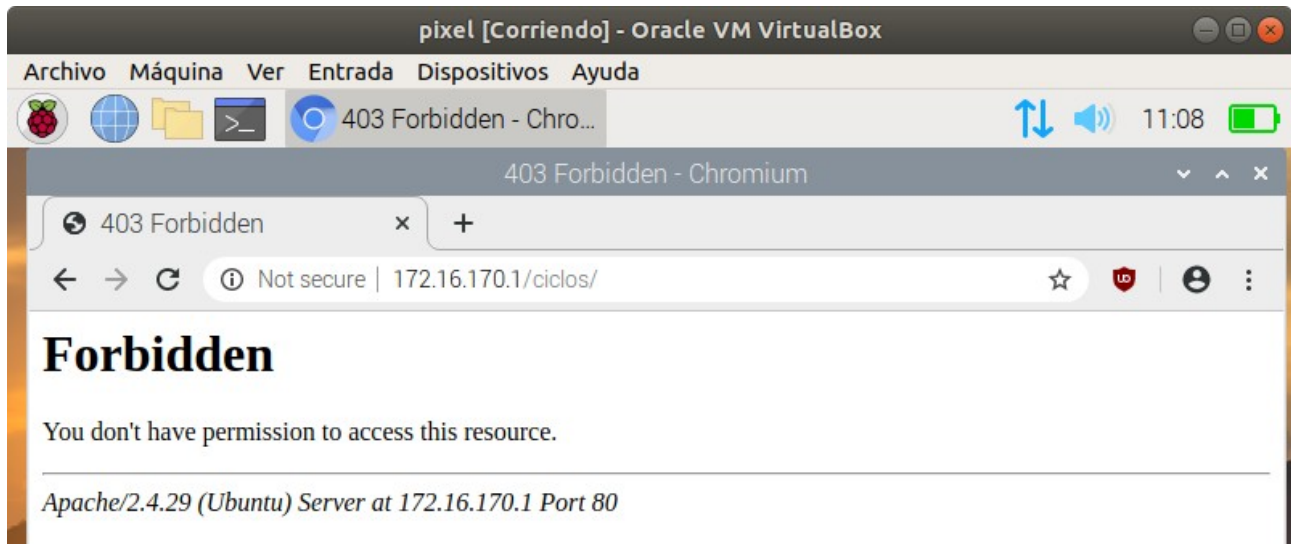 pixel [Corriendo] - Oracle VM VirtualBox
Archivo Máquina Ver Entrada Dispositivos Ayuda
>_ 403 Forbidden - Chro... 11:08
403 Forbidden - Chromium
403 Forbidden
Not secure | 172.16.170.1/ciclos/
Forbidden
You don't have permission to access this resource.
Apache/2.4.29 (Ubuntu) Server at 172.16.170.1 Port 80